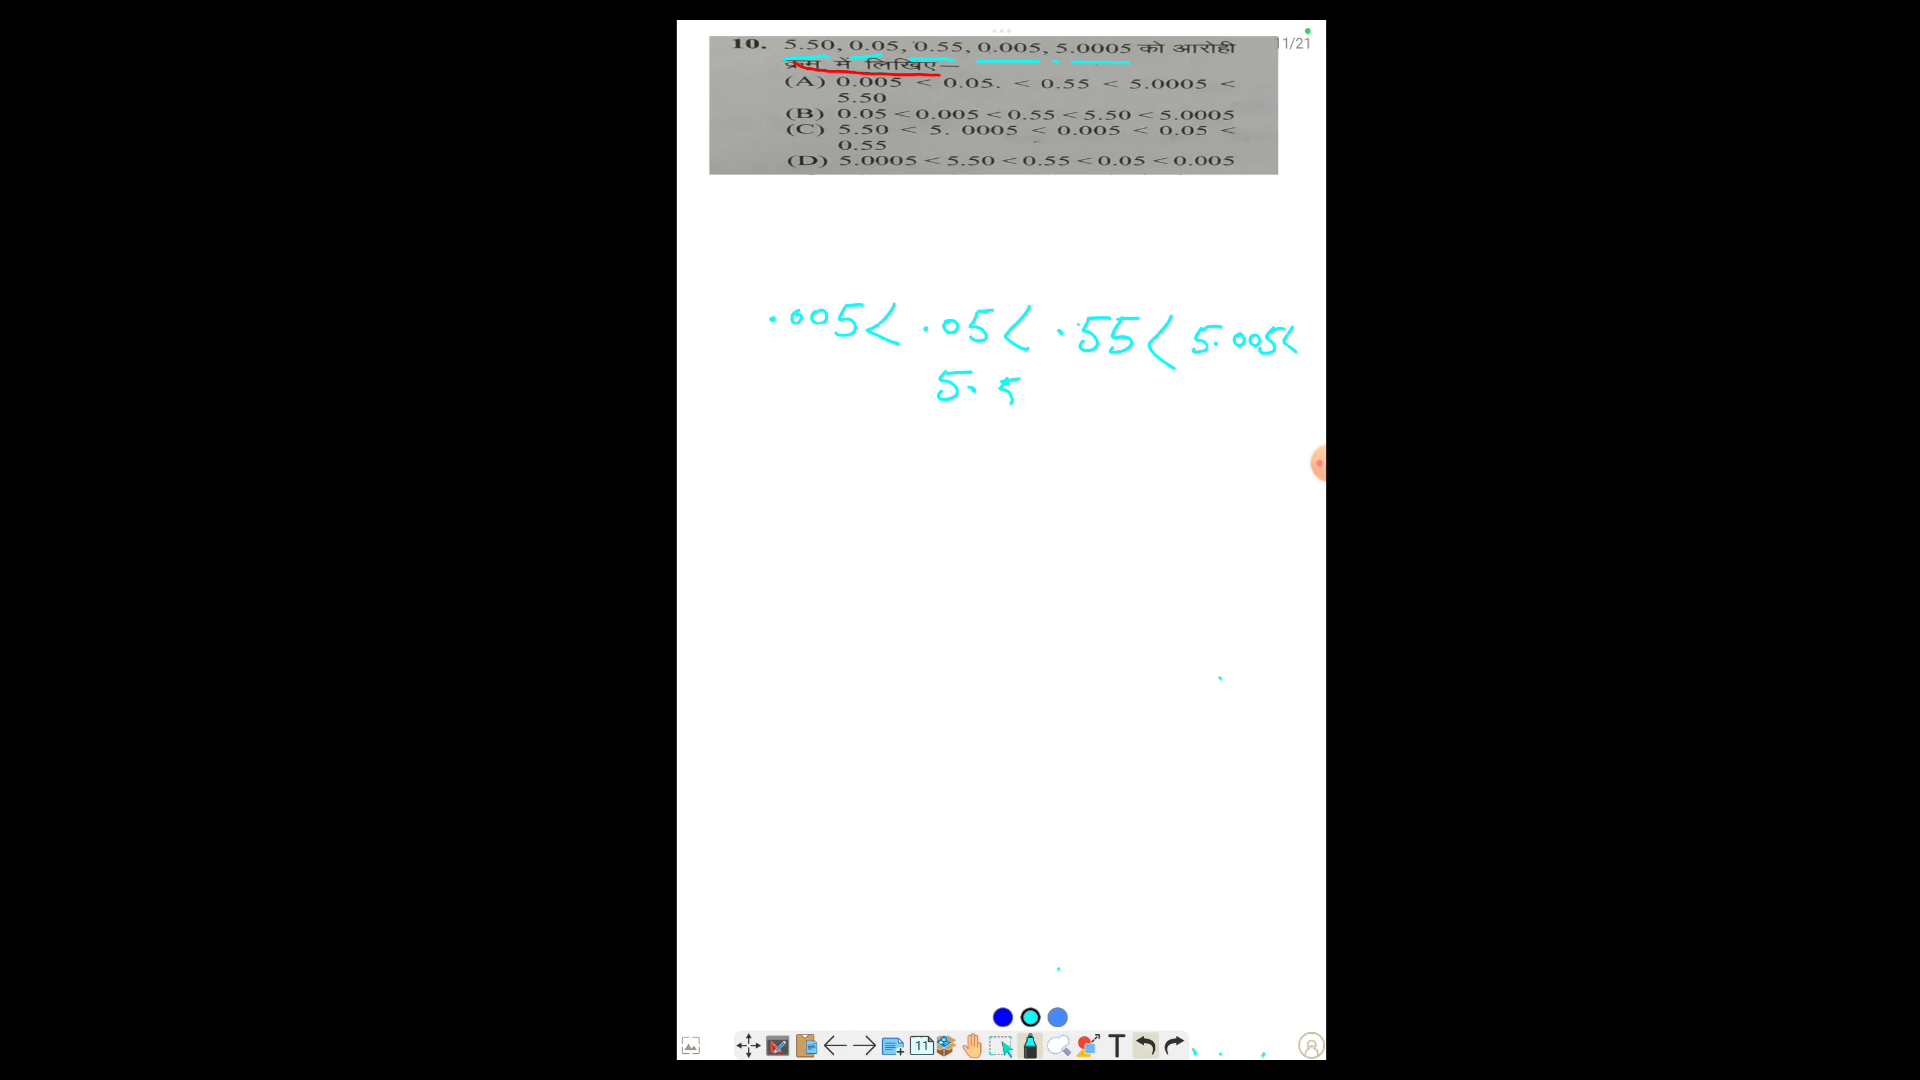 11/21
10. 5.50, 0.05, 0.55, 0.005, 5.0005 को आरोही
क्रम में लिखिए—
(A) 0.005 < 0.05. < 0.55 < 5.0005 <
5.50
(B) 0.05 < 0.005 < 0.55 < 5.50 < 5.0005
(C) 5.50 < 5. 0005 < 0.005 < 0.05 <
0.55
(D) 5.0005 < 5.50 < 0.55 < 0.05 < 0.005
.005 < .05 < .55 < 5.005 <
5.5
11 T